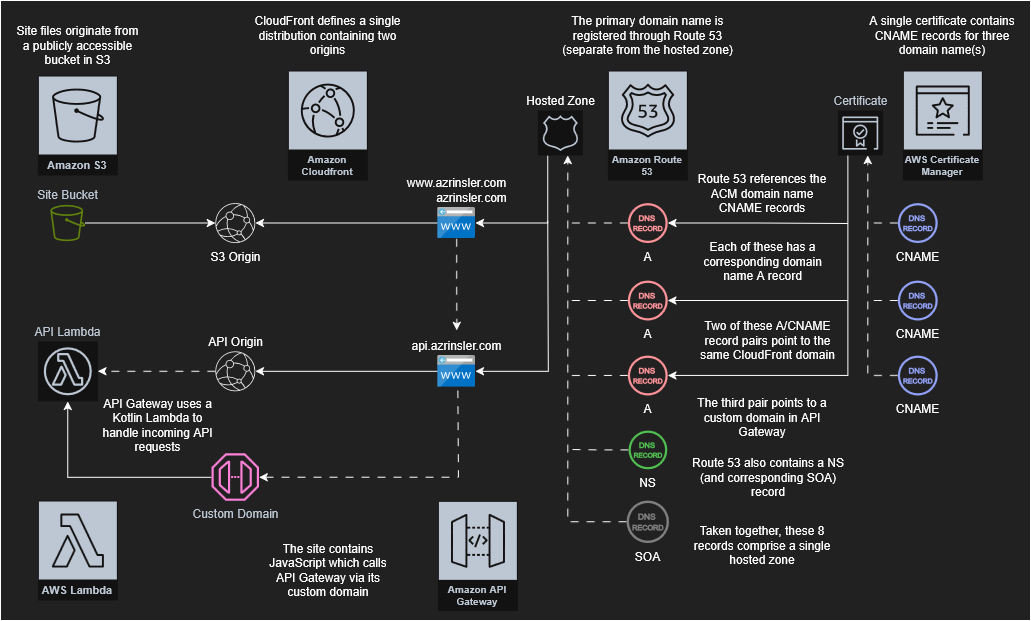 Site files originate from
a publicly accessible
bucket in S3
Amazon S3
CloudFront defines a single
distribution containing two
origins
Amazon
Cloudfront
The primary domain name is
registered through Route 53
(separate from the hosted zone)
Hosted Zone
53
Amazon Route
53
A single certificate contains
CNAME records for three
domain name(s)
Certificate
AWS Certificate
Manager
Site Bucket
S3 Origin
www.azrinsler.com
azrinsler.com
WWW
DNS
RECORD
A
Route 53 references the
ACM domain name
CNAME records
DNS
RECORD
CNAME
Each of these has a
corresponding domain
name A record
DNS
RECORD
A
DNS
RECORD
CNAME
Two of these A/CNAME
record pairs point to the
same CloudFront domain
API Lambda
API Origin
api.azrinsler.com
WWW
DNS
RECORD
A
DNS
RECORD
CNAME
API Gateway uses a
Kotlin Lambda to
handle incoming API
requests
The third pair points to a
custom domain in API
Gateway
Custom Domain
DNS
RECORD
NS
Route 53 also contains a NS
(and corresponding SOA)
record
DNS
RECORD
SOA
Taken together, these 8
records comprise a single
hosted zone
AWS Lambda
The site contains
JavaScript which calls
API Gateway via its
custom domain
</>
Amazon API
Gateway